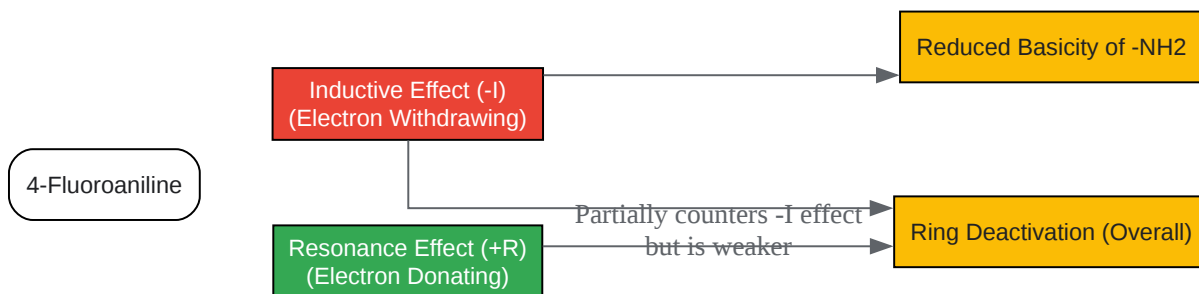 4-Fluoroaniline
Inductive Effect (-I)
(Electron Withdrawing)
Resonance Effect (+R)
(Electron Donating)
Partially counters -I effect
but is weaker
Reduced Basicity of -NH2
Ring Deactivation (Overall)